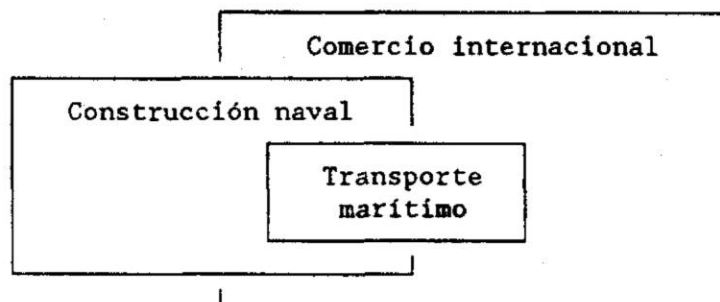 Comercio internacional
Construcción naval
Transporte
marítimo